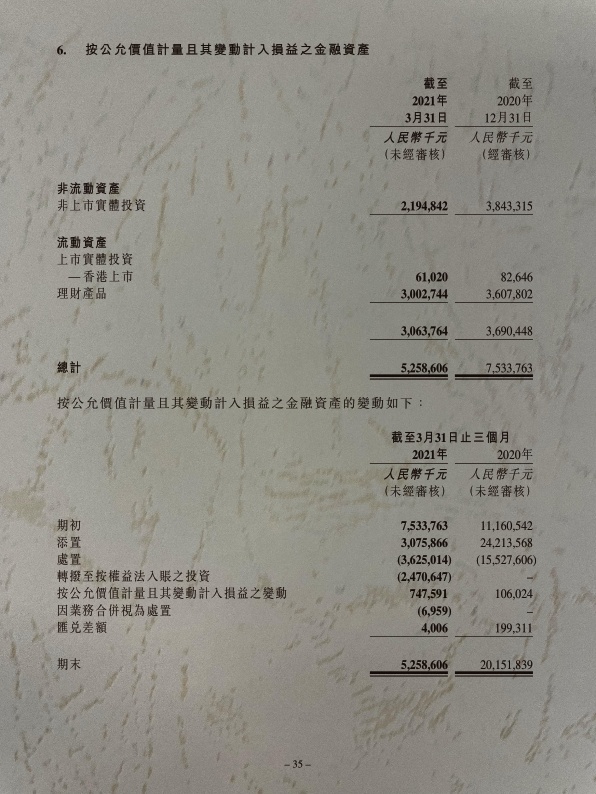 6. 按公允價值計量且其變動計入損益之金融資產
截至 截至
2021年 2020年
3月31日 12月31日
人民幣千元 人民幣千元
(未經審核) (經審核)
非流動資產
非上市實體投資 2,194,842 3,843,315
流動資產
上市實體投資
—香港上市 61,020 82,646
理財產品 3,002,744 3,607,802
3,063,764 3,690,448
總計 5,258,606 7,533,763
按公允價值計量且其變動計入損益之金融資產的變動如下：
截至3月31日止三個月
2021年 2020年
人民幣千元 人民幣千元
(未經審核) (未經審核)
期初 7,533,763 11,160,542
添置 3,075,866 24,213,568
處置 (3,625,014) (15,527,606)
轉撥至按權益法入賬之投資 (2,470,647) –
按公允價值計量且其變動計入損益之變動 747,591 106,024
因業務合併視為處置 (6,959) –
匯兌差額 4,006 199,311
期末 5,258,606 20,151,839
– 35 –